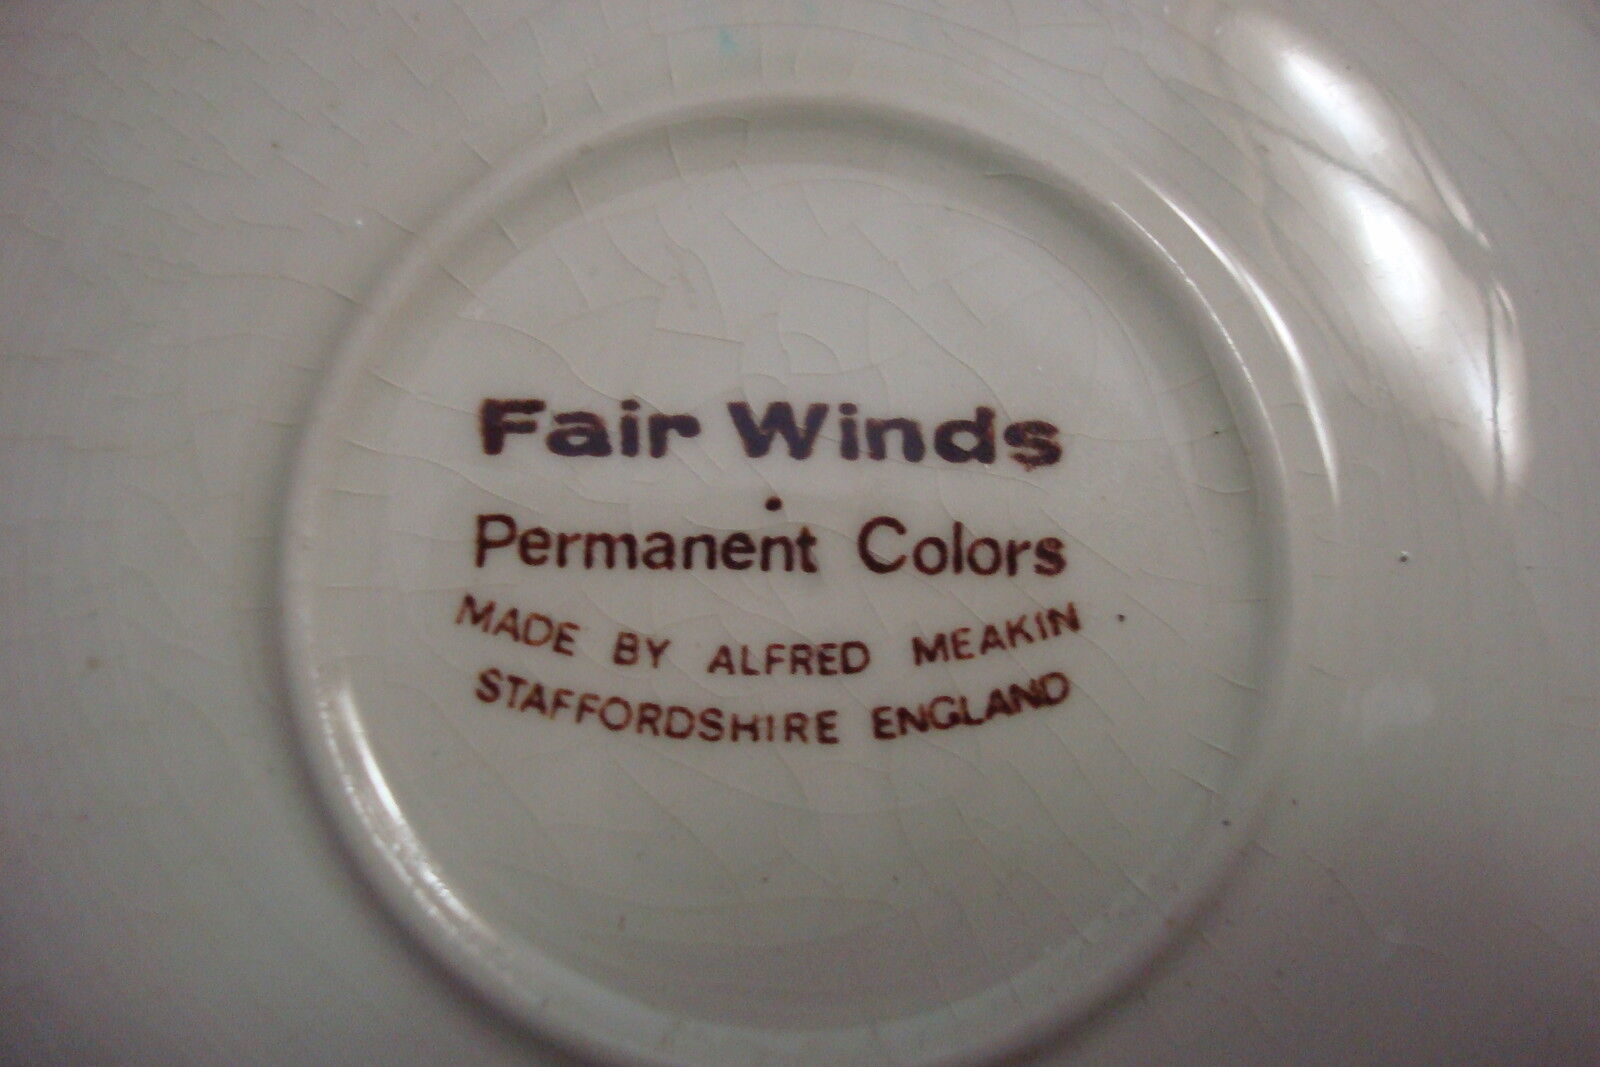 Fair Winds
Permanent Colors
MADE BY ALFRED MEAKIN
STAFFORDSHIRE ENGLAND